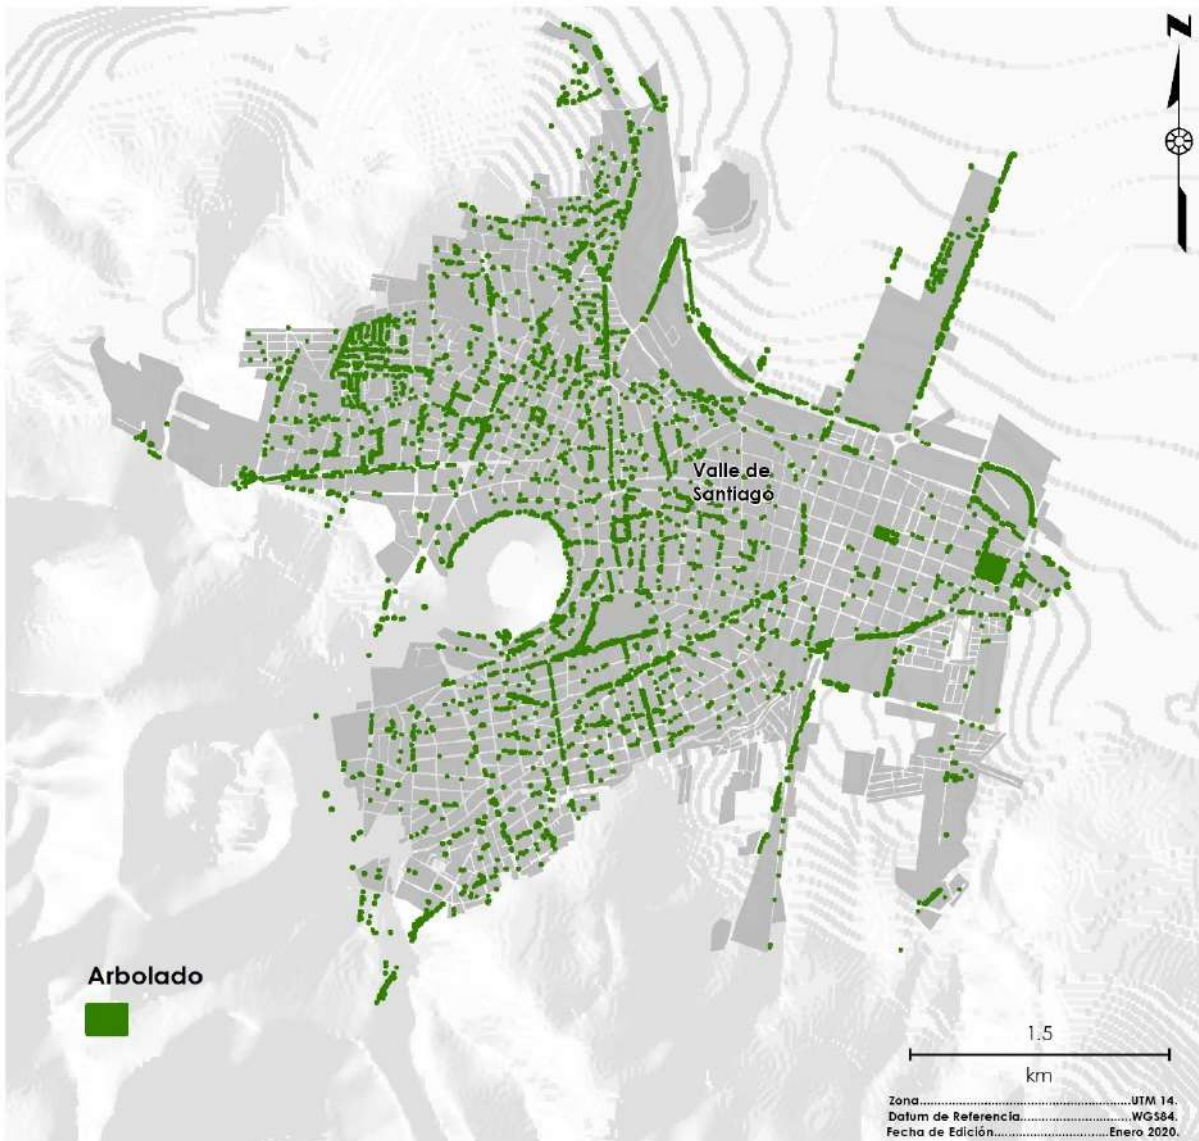 N
Valle de
Santiago
Arbolado
1.5
km
Zona..............................UTM 14.
Datum de Referencia....................WGS84.
Fecha de Edición...................Enero 2020.